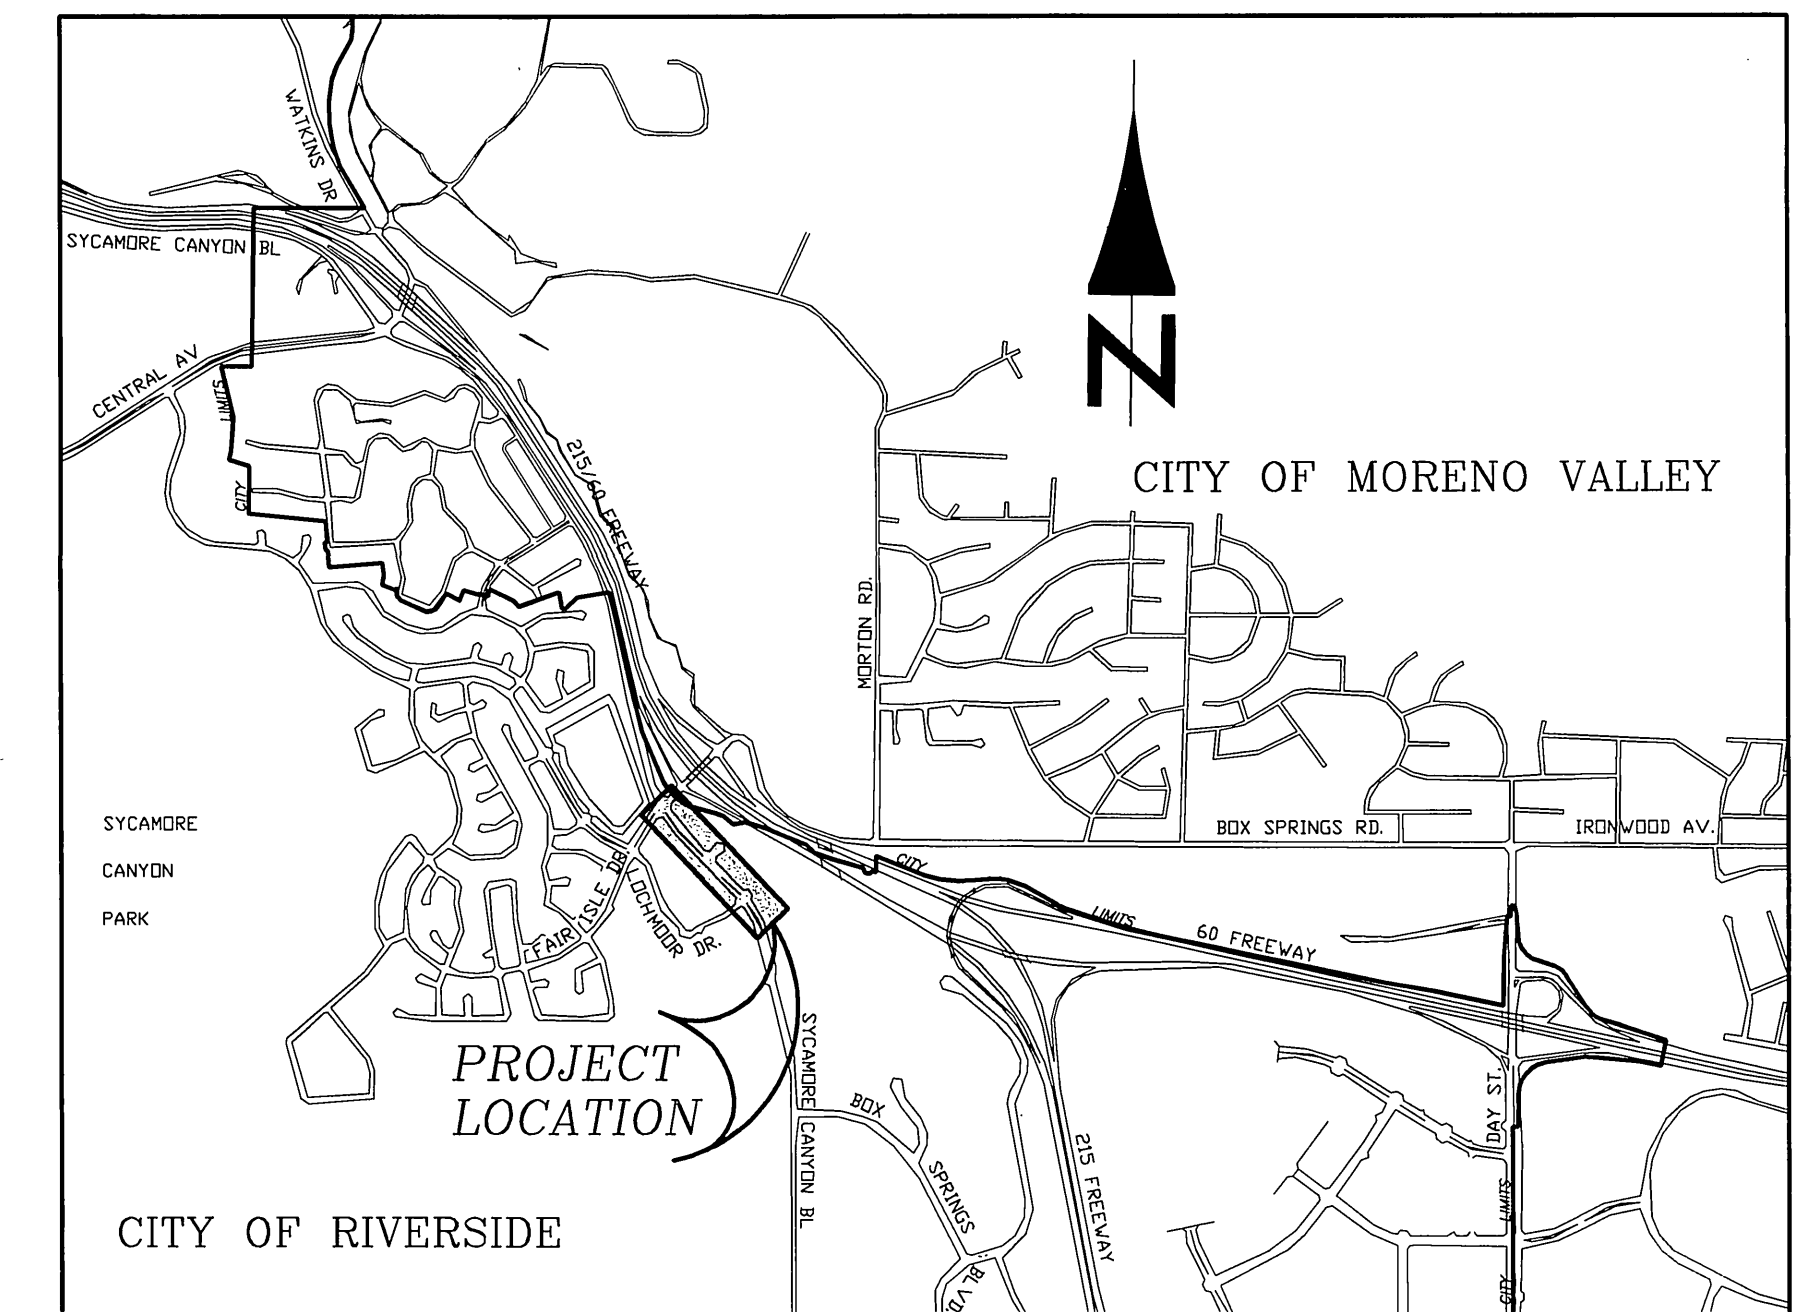 WATKINS DR
SYCAMORE CANYON BL
CENTRAL AV
LIMITS
CITY
215/60 FREEWAY
N
CITY OF MORENO VALLEY
MORTON RD.
SYCAMORE
CANYON
PARK
BOX SPRINGS RD.
IRONWOOD AV.
CITY
LIMITS
60 FREEWAY
FAIR ISLE DR
LOCHMOOR DR.
PROJECT
LOCATION
SYCAMORE CANYON BL
BOX SPRINGS BLVD.
215 FREEWAY
DAY ST.
LIMITS
CITY
CITY OF RIVERSIDE